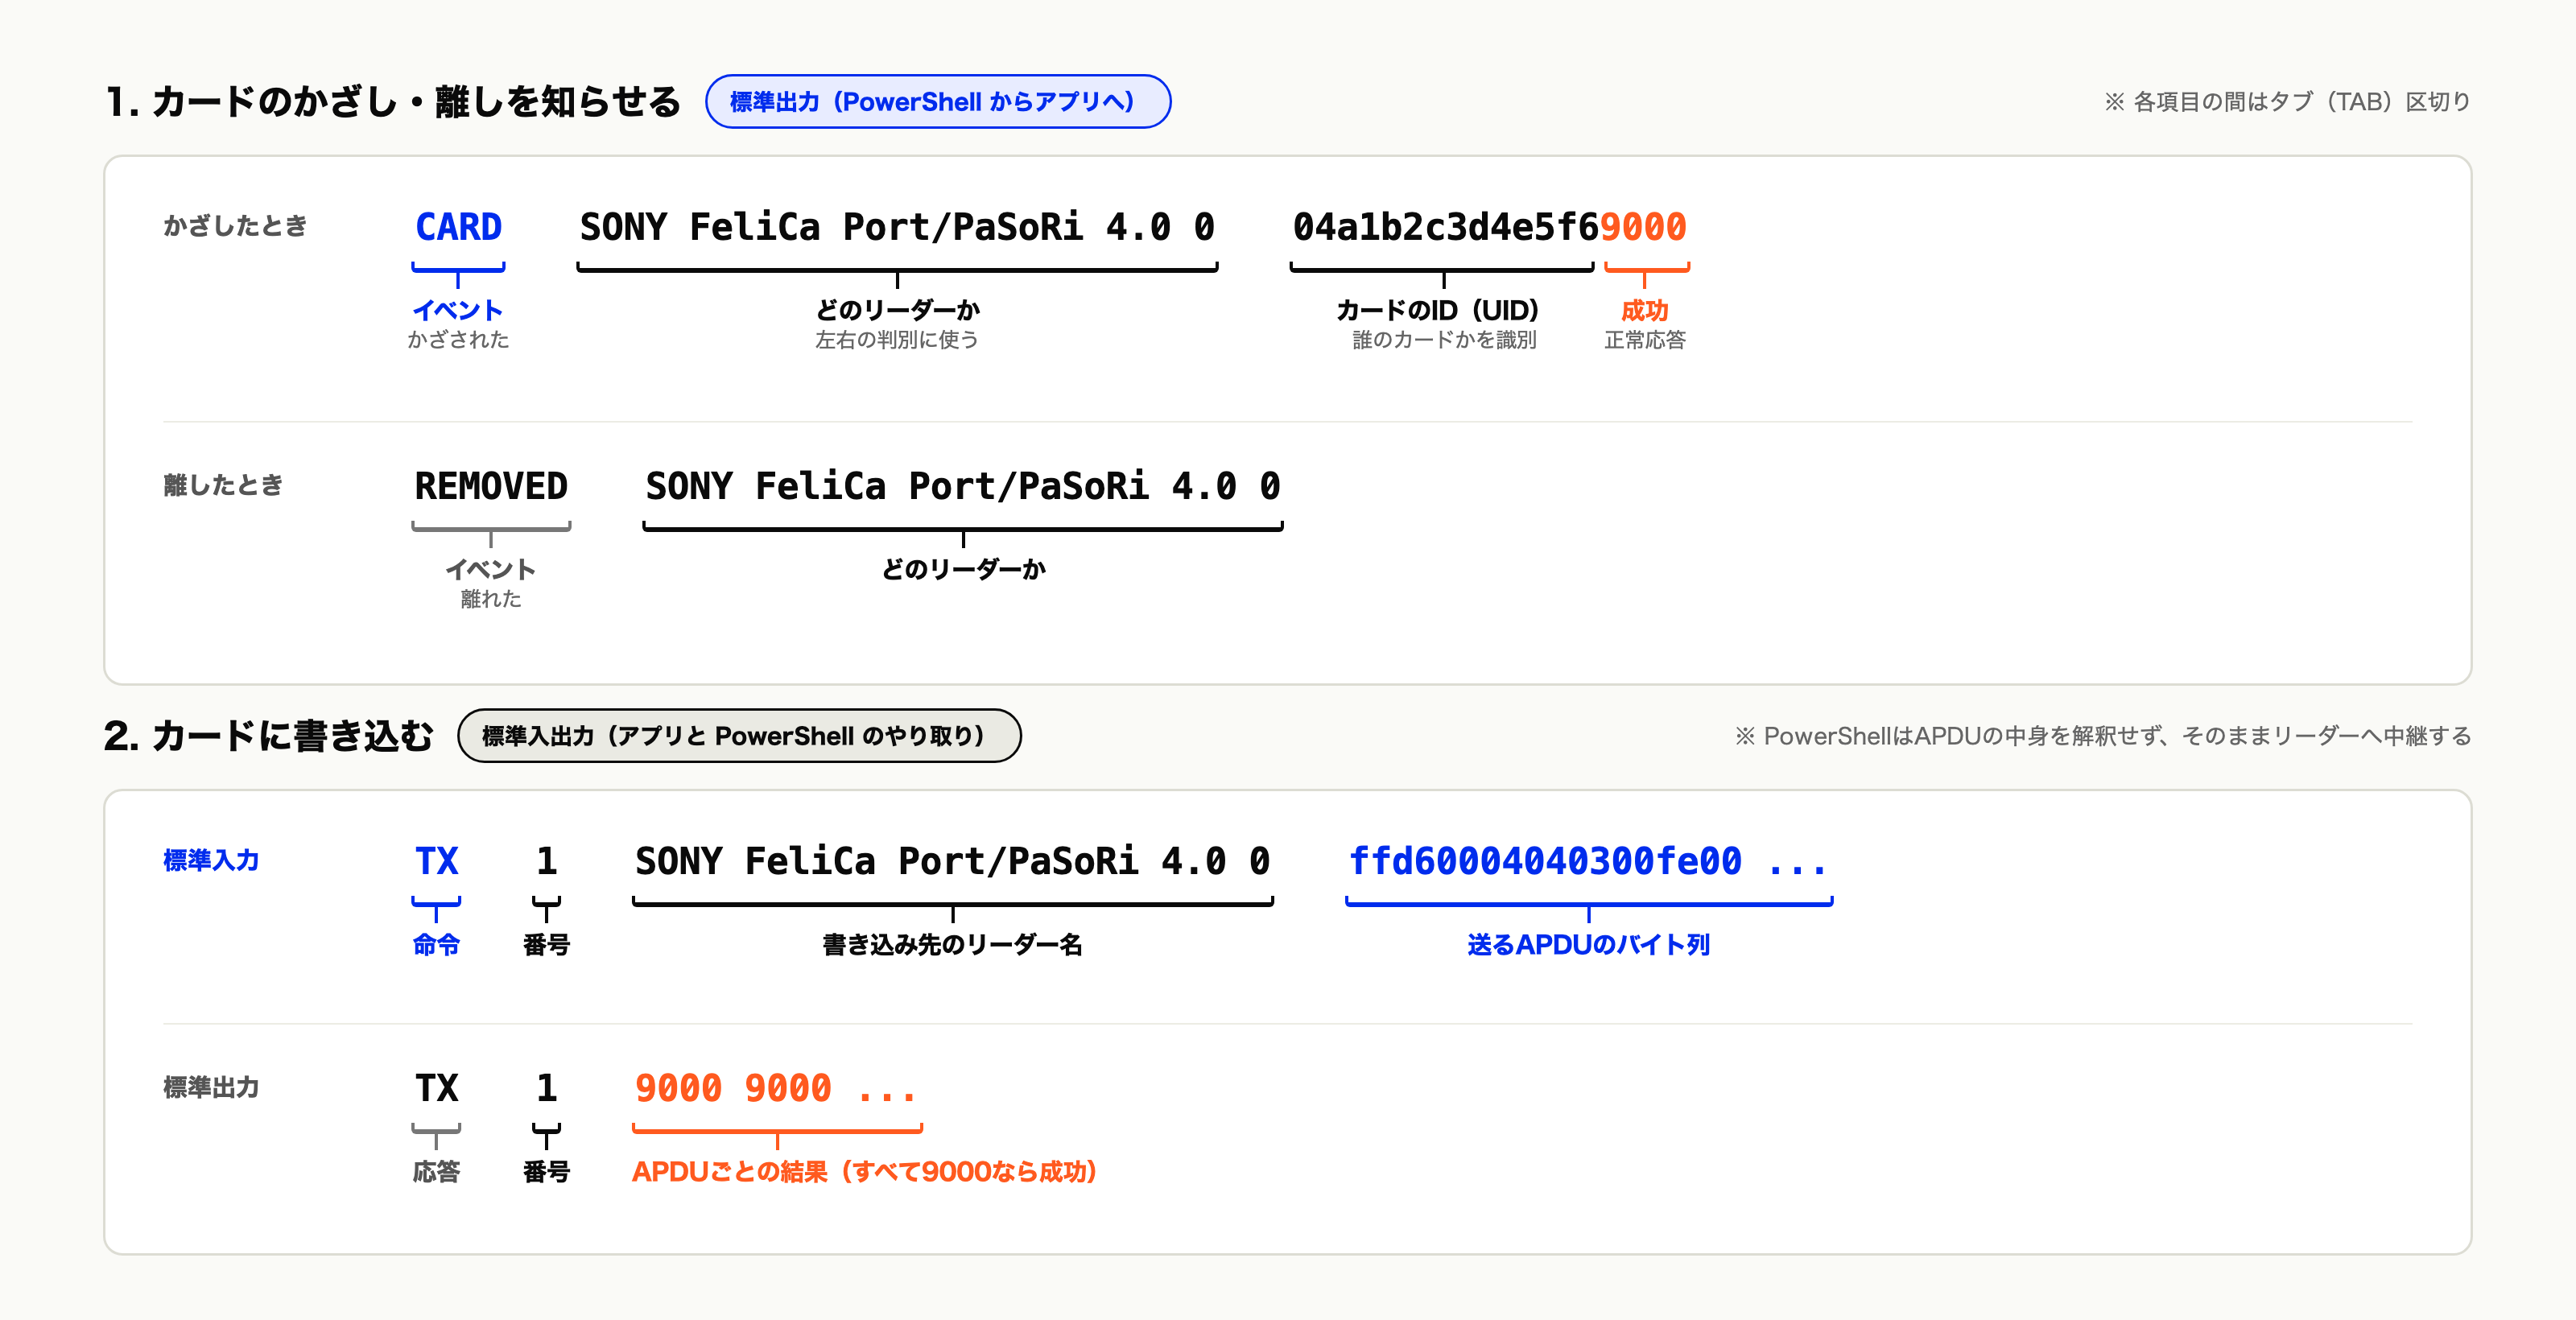 1. カードのかざし・離しを知らせる 標準出力（PowerShell からアプリへ） ※ 各項目の間はタブ（TAB）区切り
かざしたとき CARD SONY FeliCa Port/PaSoRi 4.0 0 04a1b2c3d4e5f69000
イベント どのリーダーか カードのID（UID） 成功
かざされた 左右の判別に使う 誰のカードかを識別 正常応答
離したとき REMOVED SONY FeliCa Port/PaSoRi 4.0 0
イベント どのリーダーか
離れた
2. カードに書き込む 標準入出力（アプリと PowerShell のやり取り） ※ PowerShellはAPDUの中身を解釈せず、そのままリーダーへ中継する
標準入力 TX 1 SONY FeliCa Port/PaSoRi 4.0 0 ffd60004040300fe00 ...
命令 番号 書き込み先のリーダー名 送るAPDUのバイト列
標準出力 TX 1 9000 9000 ...
応答 番号 APDUごとの結果（すべて9000なら成功）